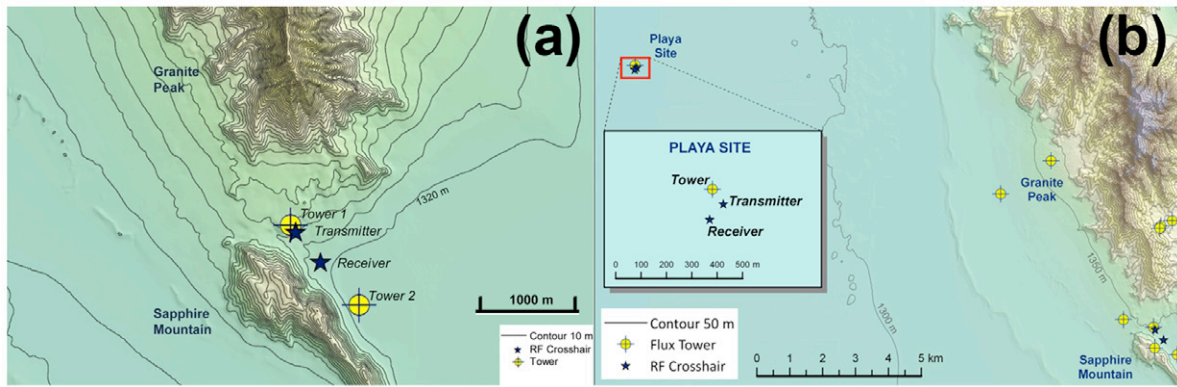 (a)
Granite
Peak
1320 m
Tower 1
Transmitter
Receiver
Tower 2
Sapphire
Mountain
1000 m
Contour 10 m
RF Crosshair
Tower
(b)
Playa
Site
PLAYA SITE
Tower
Transmitter
Receiver
0 100 200 300 400 500 m
Granite
Peak
1350 m
1300 m
Contour 50 m
Flux Tower
RF Crosshair
0 1 2 3 4 5 km
Sapphire
Mountain